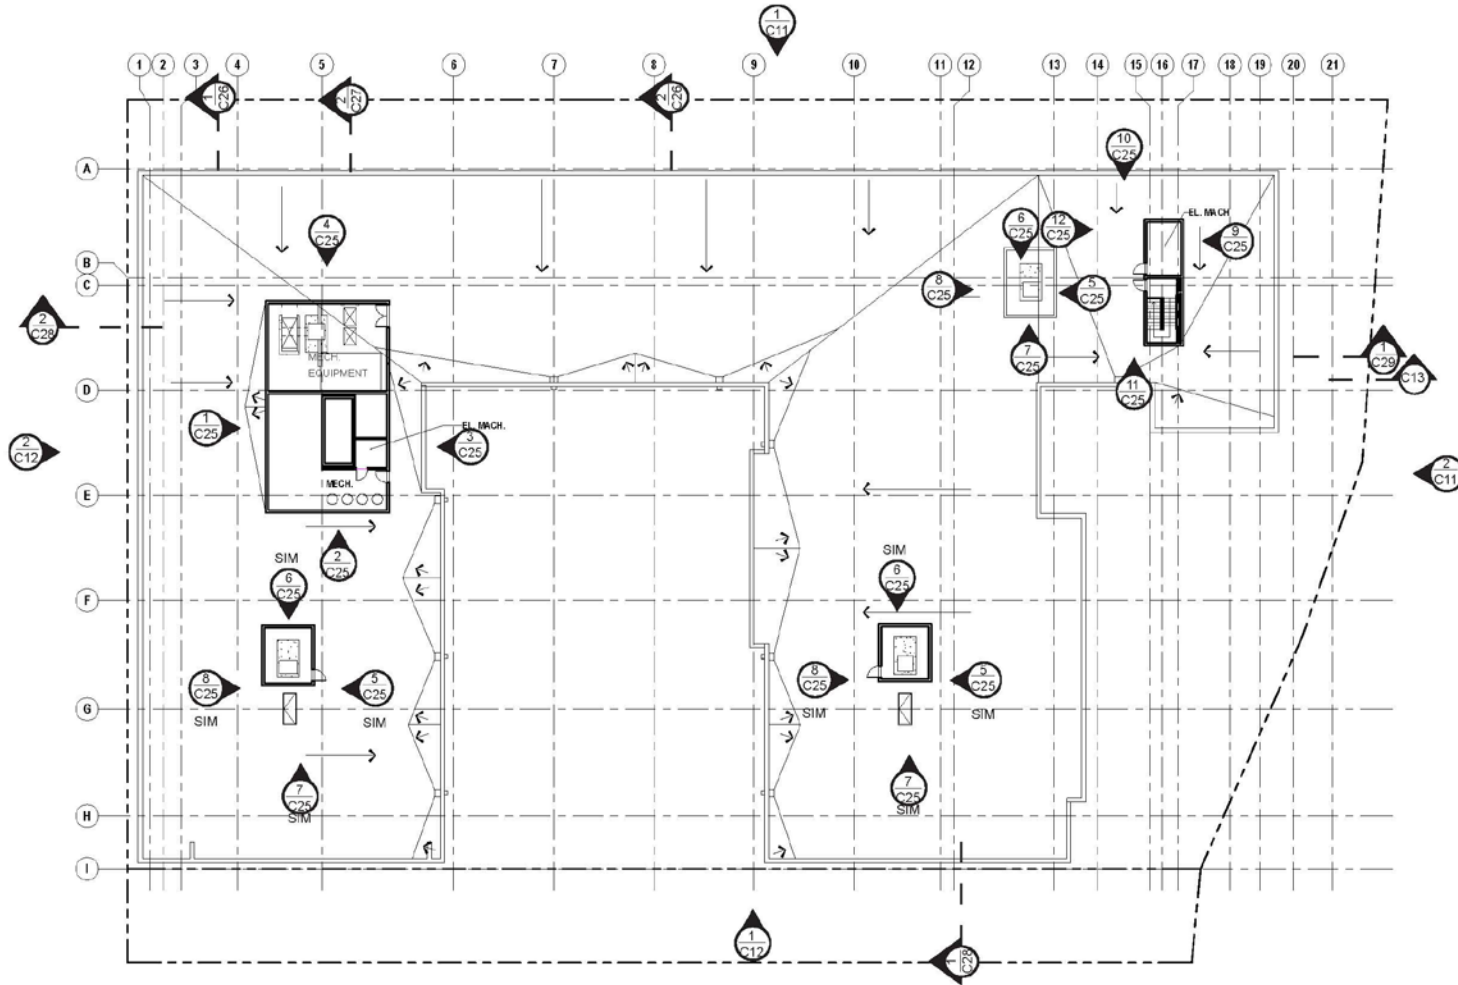 1
C11
1 2 3 4 5 6 7 8 9 10 11 12 13 14 15 16 17 18 19 20 21
1
C26
2
C27
2
C26
10
C25
A
4
C25
6
C25
12
C25
EL. MACH
9
C25
B
C
8
C25
5
C25
2
C28
MECH.
EQUIPMENT
7
C25
1
C29
C13
D
11
C25
1
C25
EL. MACH.
3
C25
2
C12
2
C11
MECH.
E
2
C25
SIM
6
C25
SIM
6
C25
F
8
C25
SIM
5
C25
SIM
8
C25
SIM
5
C25
SIM
G
7
C25
SIM
7
C25
SIM
H
I
1
C12
1
C28